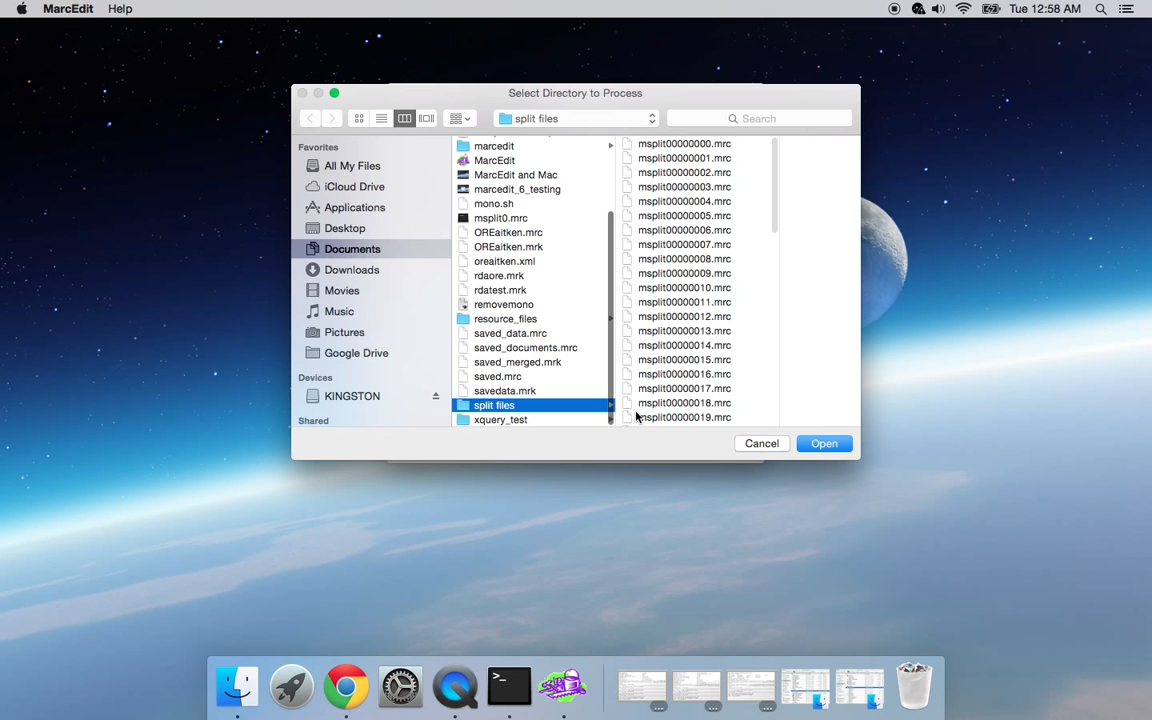 MarcEdit Help Tue 12:58 AM
Select Directory to Process
split files Search
Favorites
All My Files
iCloud Drive
Applications
Desktop
Documents
Downloads
Movies
Music
Pictures
Google Drive
Devices
KINGSTON
Shared
marcedit
MarcEdit
MarcEdit and Mac
marcedit_6_testing
mono.sh
msplit0.mrc
OREaitken.mrc
OREaitken.mrk
oreaitken.xml
rdaore.mrk
rdatest.mrk
removemono
resource_files
saved_data.mrc
saved_documents.mrc
saved_merged.mrk
saved.mrc
savedata.mrk
split files
xquery_test
msplit00000000.mrc
msplit00000001.mrc
msplit00000002.mrc
msplit00000003.mrc
msplit00000004.mrc
msplit00000005.mrc
msplit00000006.mrc
msplit00000007.mrc
msplit00000008.mrc
msplit00000009.mrc
msplit00000010.mrc
msplit00000011.mrc
msplit00000012.mrc
msplit00000013.mrc
msplit00000014.mrc
msplit00000015.mrc
msplit00000016.mrc
msplit00000017.mrc
msplit00000018.mrc
msplit00000019.mrc
Cancel Open